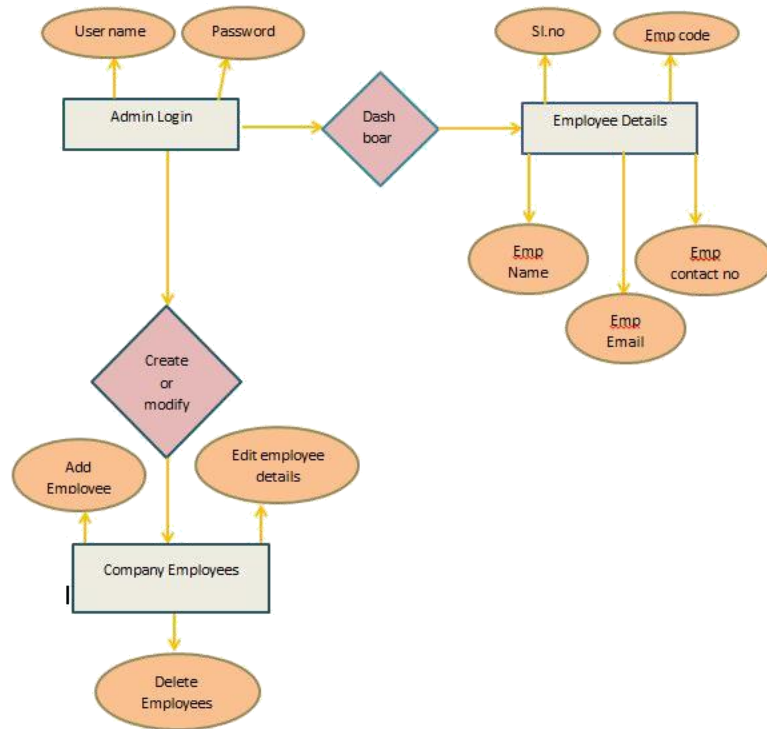 User name
Password
Sl.no
Emp code
Admin Login
Dash
boar
Employee Details
Emp
Name
Emp
contact no
Emp
Email
Create
or
modify
Add
Employee
Edit employee
details
Company Employees
Delete
Employees